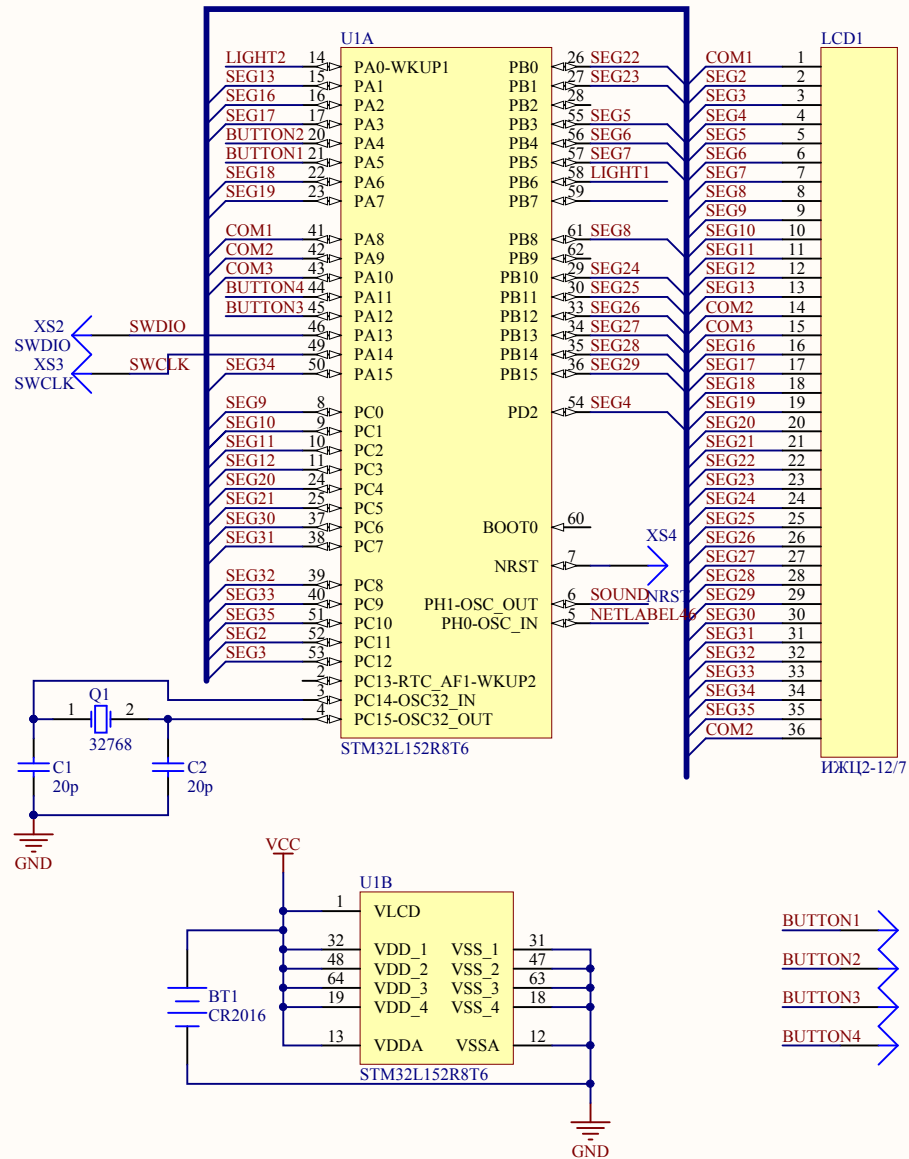 U1A
LIGHT2 14 PA0-WKUP1
SEG13 15 PA1
SEG16 16 PA2
SEG17 17 PA3
BUTTON2 20 PA4
BUTTON1 21 PA5
SEG18 22 PA6
SEG19 23 PA7
COM1 41 PA8
COM2 42 PA9
COM3 43 PA10
BUTTON4 44 PA11
BUTTON3 45 PA12
46 PA13
49 PA14
SEG34 50 PA15
SEG9 8 PC0
SEG10 9 PC1
SEG11 10 PC2
SEG12 11 PC3
SEG20 24 PC4
SEG21 25 PC5
SEG30 37 PC6
SEG31 38 PC7
SEG32 39 PC8
SEG33 40 PC9
SEG35 51 PC10
SEG2 52 PC11
SEG3 53 PC12
2 PC13-RTC_AF1-WKUP2
3 PC14-OSC32_IN
4 PC15-OSC32_OUT
PB0 26 SEG22
PB1 27 SEG23
PB2 28
PB3 55 SEG5
PB4 56 SEG6
PB5 57 SEG7
PB6 58 LIGHT1
PB7 59
PB8 61 SEG8
PB9 62
PB10 29 SEG24
PB11 30 SEG25
PB12 33 SEG26
PB13 34 SEG27
PB14 35 SEG28
PB15 36 SEG29
PD2 54 SEG4
BOOT0 60
NRST 7
PH1-OSC_OUT 6 SOUND
PH0-OSC_IN 5 NETLABEL46
STM32L152R8T6
XS2 SWDIO
SWDIO
XS3 SWCLK
SWCLK
XS4
NRST
LCD1
COM1 1
SEG2 2
SEG3 3
SEG4 4
SEG5 5
SEG6 6
SEG7 7
SEG8 8
SEG9 9
SEG10 10
SEG11 11
SEG12 12
SEG13 13
COM2 14
COM3 15
SEG16 16
SEG17 17
SEG18 18
SEG19 19
SEG20 20
SEG21 21
SEG22 22
SEG23 23
SEG24 24
SEG25 25
SEG26 26
SEG27 27
SEG28 28
SEG29 29
SEG30 30
SEG31 31
SEG32 32
SEG33 33
SEG34 34
SEG35 35
COM2 36
ИЖЦ2-12/7
Q1
1 2
32768
C1
20p
C2
20p
GND
VCC
U1B
1 VLCD
32 VDD_1 VSS_1 31
48 VDD_2 VSS_2 47
64 VDD_3 VSS_3 63
19 VDD_4 VSS_4 18
13 VDDA VSSA 12
STM32L152R8T6
BT1
CR2016
GND
BUTTON1
BUTTON2
BUTTON3
BUTTON4